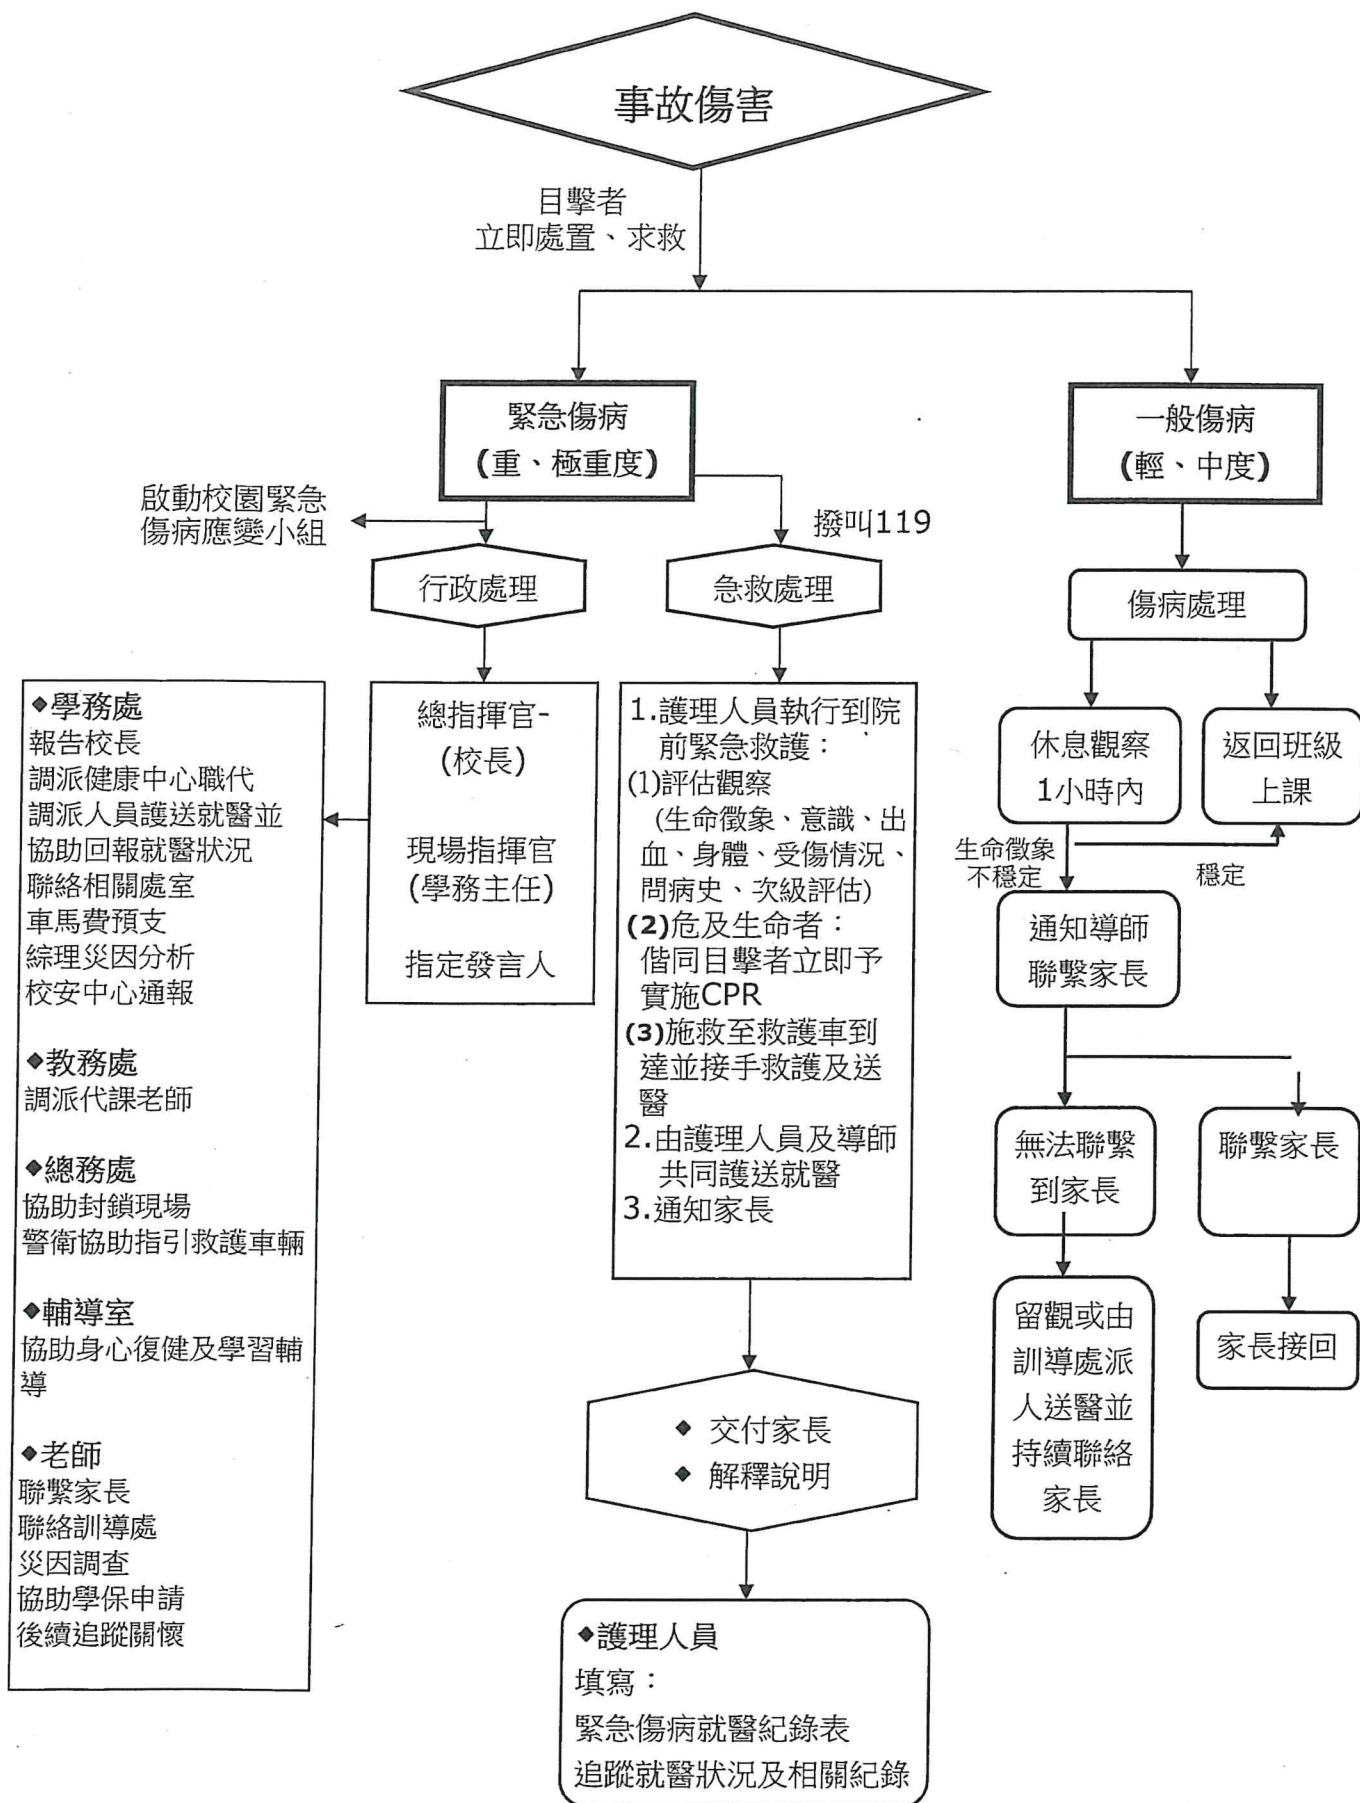 事故傷害
目擊者
立即處置、求救
緊急傷病
(重、極重度)
一般傷病
(輕、中度)
啟動校園緊急
傷病應變小組
撥叫119
行政處理
急救處理
傷病處理
◆學務處
報告校長
調派健康中心職代
調派人員護送就醫並
協助回報就醫狀況
聯絡相關處室
車馬費預支
綜理災因分析
校安中心通報
◆教務處
調派代課老師
◆總務處
協助封鎖現場
警衛協助指引救護車輛
◆輔導室
協助身心復健及學習輔
導
◆老師
聯繫家長
聯絡訓導處
災因調查
協助學保申請
後續追蹤關懷
總指揮官-
(校長)
現場指揮官
(學務主任)
指定發言人
1.護理人員執行到院
前緊急救護：
(1)評估觀察
(生命徵象、意識、出
血、身體、受傷情況、
問病史、次級評估)
(2)危及生命者：
偕同目擊者立即予
實施CPR
(3)施救至救護車到
達並接手救護及送
醫
2.由護理人員及導師
共同護送就醫
3.通知家長
休息觀察
1小時內
返回班級
上課
生命徵象
不穩定
穩定
通知導師
聯繫家長
無法聯繫
到家長
聯繫家長
留觀或由
訓導處派
人送醫並
持續聯絡
家長
家長接回
◆ 交付家長
◆ 解釋說明
◆護理人員
填寫：
緊急傷病就醫紀錄表
追蹤就醫狀況及相關紀錄